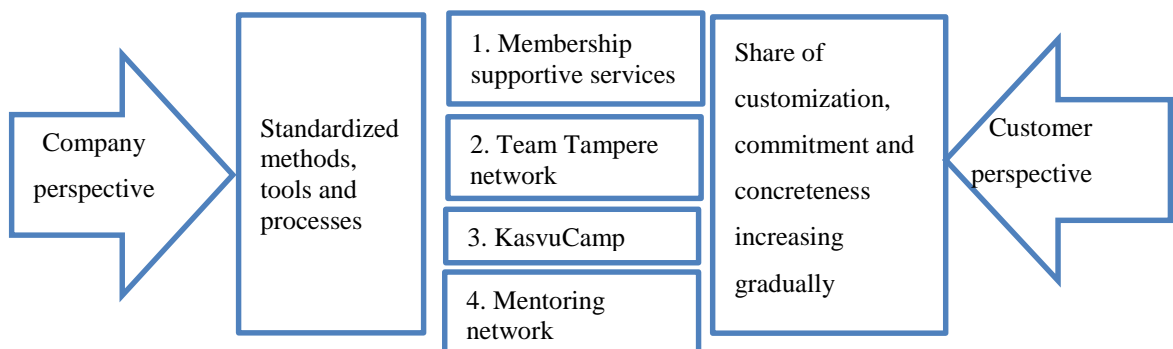 Company
perspective
Standardized
methods,
tools and
processes
1. Membership
supportive services
2. Team Tampere
network
3. KasvuCamp
4. Mentoring
network
Share of
customization,
commitment and
concreteness
increasing
gradually
Customer
perspective